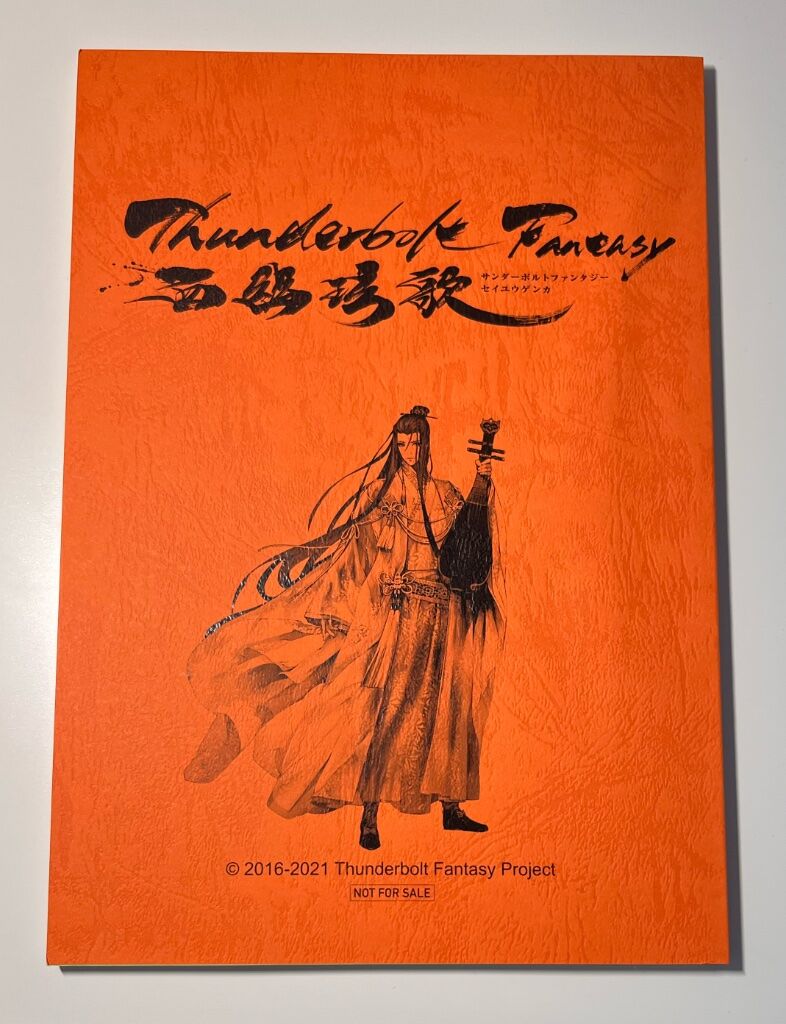 Thunderbolt Fantasy
西幽玹歌
サンダーボルトファンタジー
セイユウゲンカ
© 2016-2021 Thunderbolt Fantasy Project
NOT FOR SALE